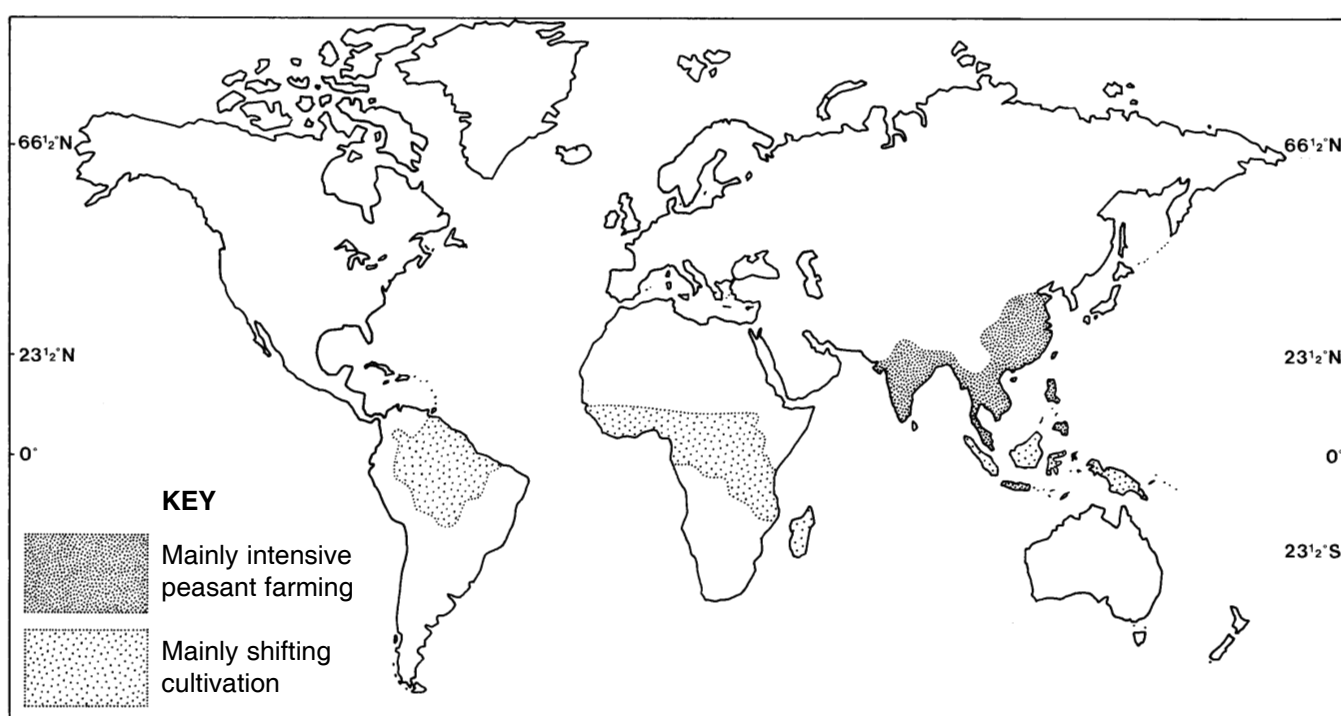 66½°N
66½°N
23½°N
23½°N
0°
0°
KEY
23½°S
Mainly intensive
peasant farming
Mainly shifting
cultivation